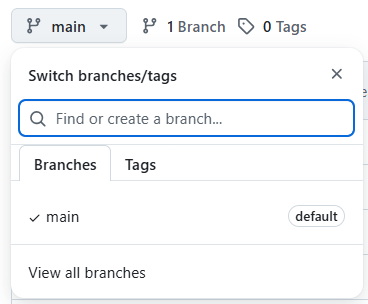 main 1 Branch 0 Tags
Switch branches/tags
Find or create a branch...
Branches Tags
main default
View all branches